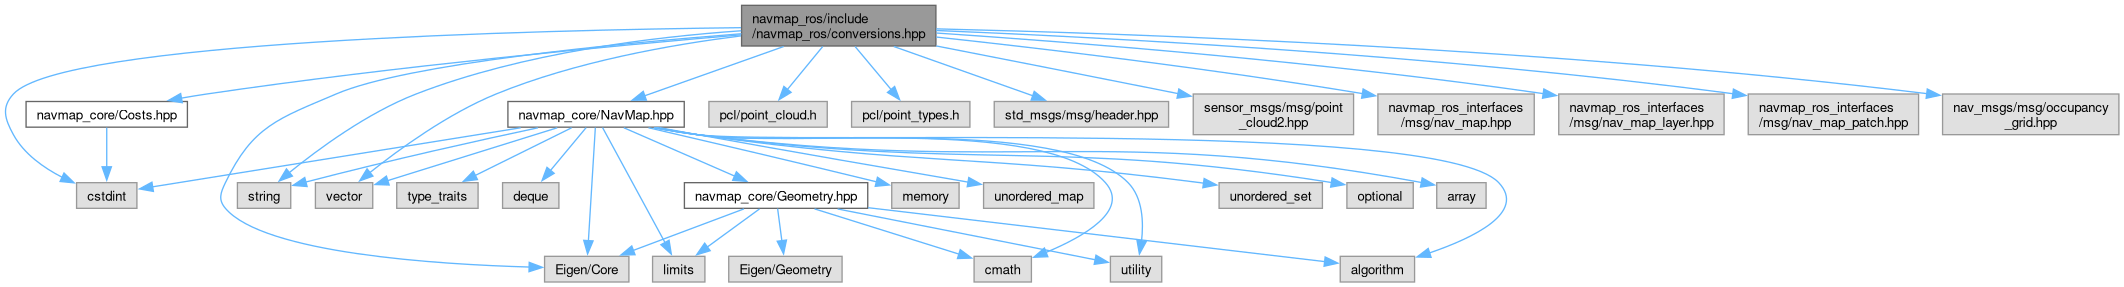 navmap_ros/include
/navmap_ros/conversions.hpp
navmap_core/Costs.hpp
navmap_core/NavMap.hpp
pcl/point_cloud.h
pcl/point_types.h
std_msgs/msg/header.hpp
sensor_msgs/msg/point
_cloud2.hpp
navmap_ros_interfaces
/msg/nav_map.hpp
navmap_ros_interfaces
/msg/nav_map_layer.hpp
navmap_ros_interfaces
/msg/nav_map_patch.hpp
nav_msgs/msg/occupancy
_grid.hpp
cstdint
string
vector
type_traits
deque
navmap_core/Geometry.hpp
memory
unordered_map
unordered_set
optional
array
Eigen/Core
limits
Eigen/Geometry
cmath
utility
algorithm